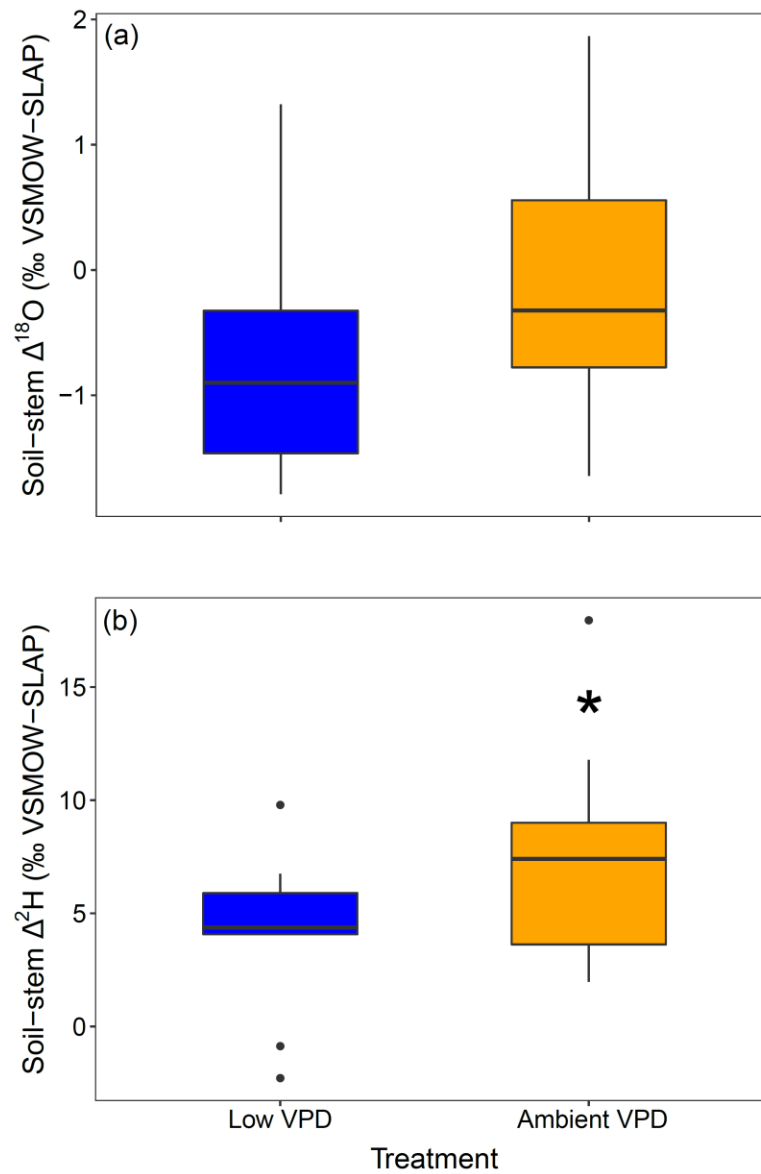 (a)
Soil−stem Δ¹⁸O (‰ VSMOW−SLAP)
2
1
0
−1
(b)
Soil−stem Δ²H (‰ VSMOW−SLAP)
15
10
5
0
*
Low VPD Ambient VPD
Treatment